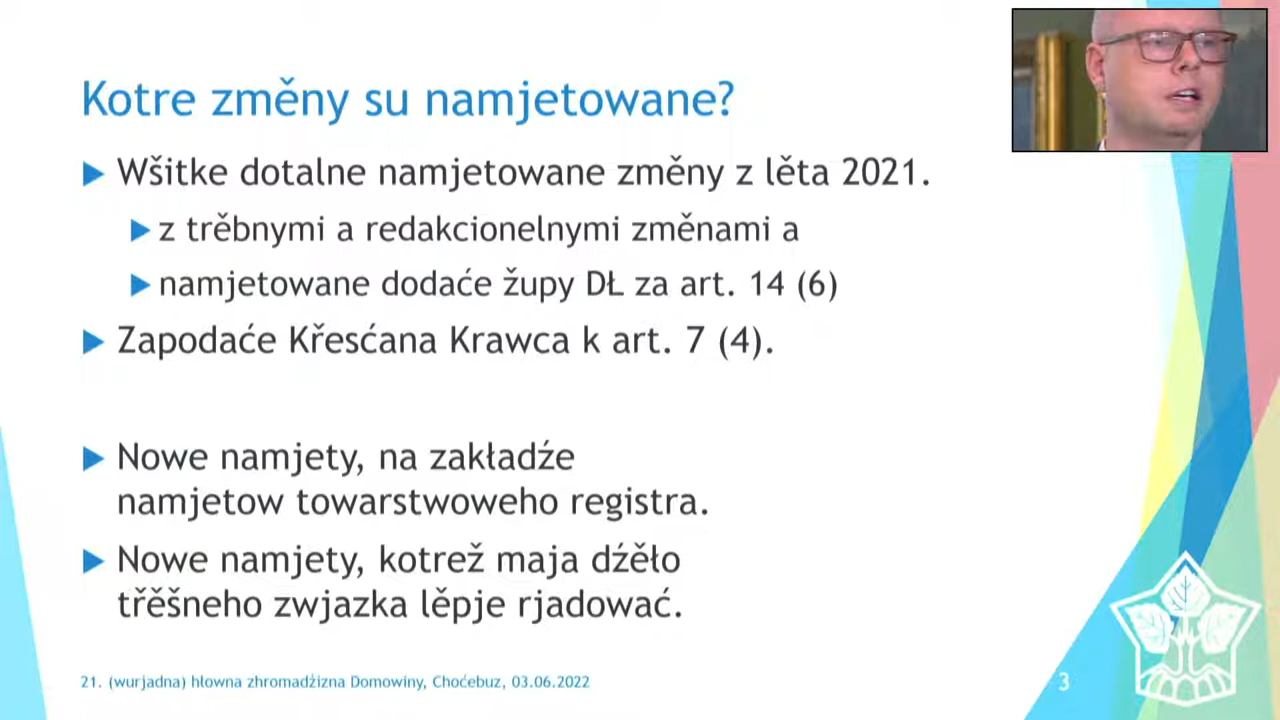 Kotre změny su namjetowane?
Wšitke dotalne namjetowane změny z lěta 2021.
z trěbnymi a redakcionelnymi změnami a
namjetowane dodaće župy DŁ za art. 14 (6)
Zapodaće Křesćana Krawca k art. 7 (4).
Nowe namjety, na zakładźe
namjetow towarstwoweho registra.
Nowe namjety, kotrež maja dźěło
třěšneho zwjazka lěpje rjadować.
21. (wurjadna) hłowna zhromadźizna Domowiny, Choćebuz, 03.06.2022
3